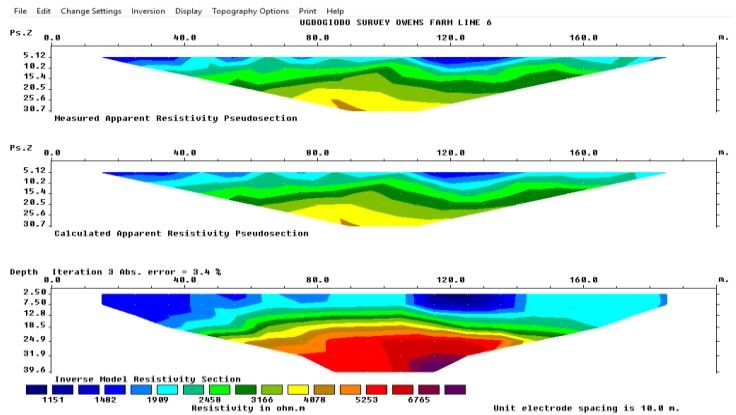 File Edit Change Settings Inversion Display Topography Options Print Help
UGBOGIOBO SURVEY OWENS FARM LINE 6
Ps.Z 0.0 40.0 80.0 120.0 160.0 m.
5.12
10.2
15.4
20.5
25.6
30.7
Measured Apparent Resistivity Pseudosection
Ps.Z 0.0 40.0 80.0 120.0 160.0 m.
5.12
10.2
15.4
20.5
25.6
30.7
Calculated Apparent Resistivity Pseudosection
Depth Iteration 3 Abs. error = 3.4 %
0.0 40.0 80.0 120.0 160.0 m.
2.50
7.50
12.8
18.5
24.9
31.9
39.6
Inverse Model Resistivity Section
1151 1482 1909 2458 3166 4078 5253 6765
Resistivity in ohm.m Unit electrode spacing is 10.0 m.